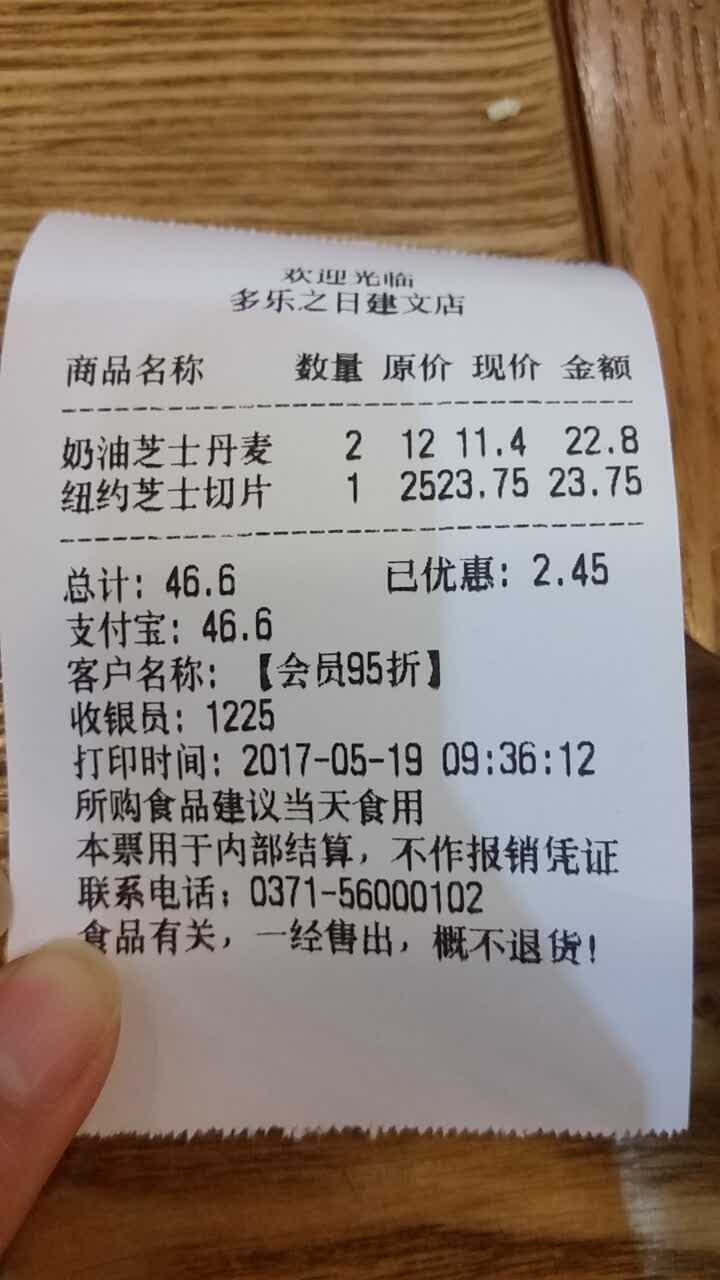 欢迎光临
多乐之日建文店
商品名称 数量 原价 现价 金额
奶油芝士丹麦 2 12 11.4 22.8
纽约芝士切片 1 2523.75 23.75
总计: 46.6 已优惠: 2.45
支付宝: 46.6
客户名称: 【会员95折】
收银员: 1225
打印时间: 2017-05-19 09:36:12
所购食品建议当天食用
本票用于内部结算, 不作报销凭证
联系电话: 0371-56000102
食品有关, 一经售出, 概不退货!